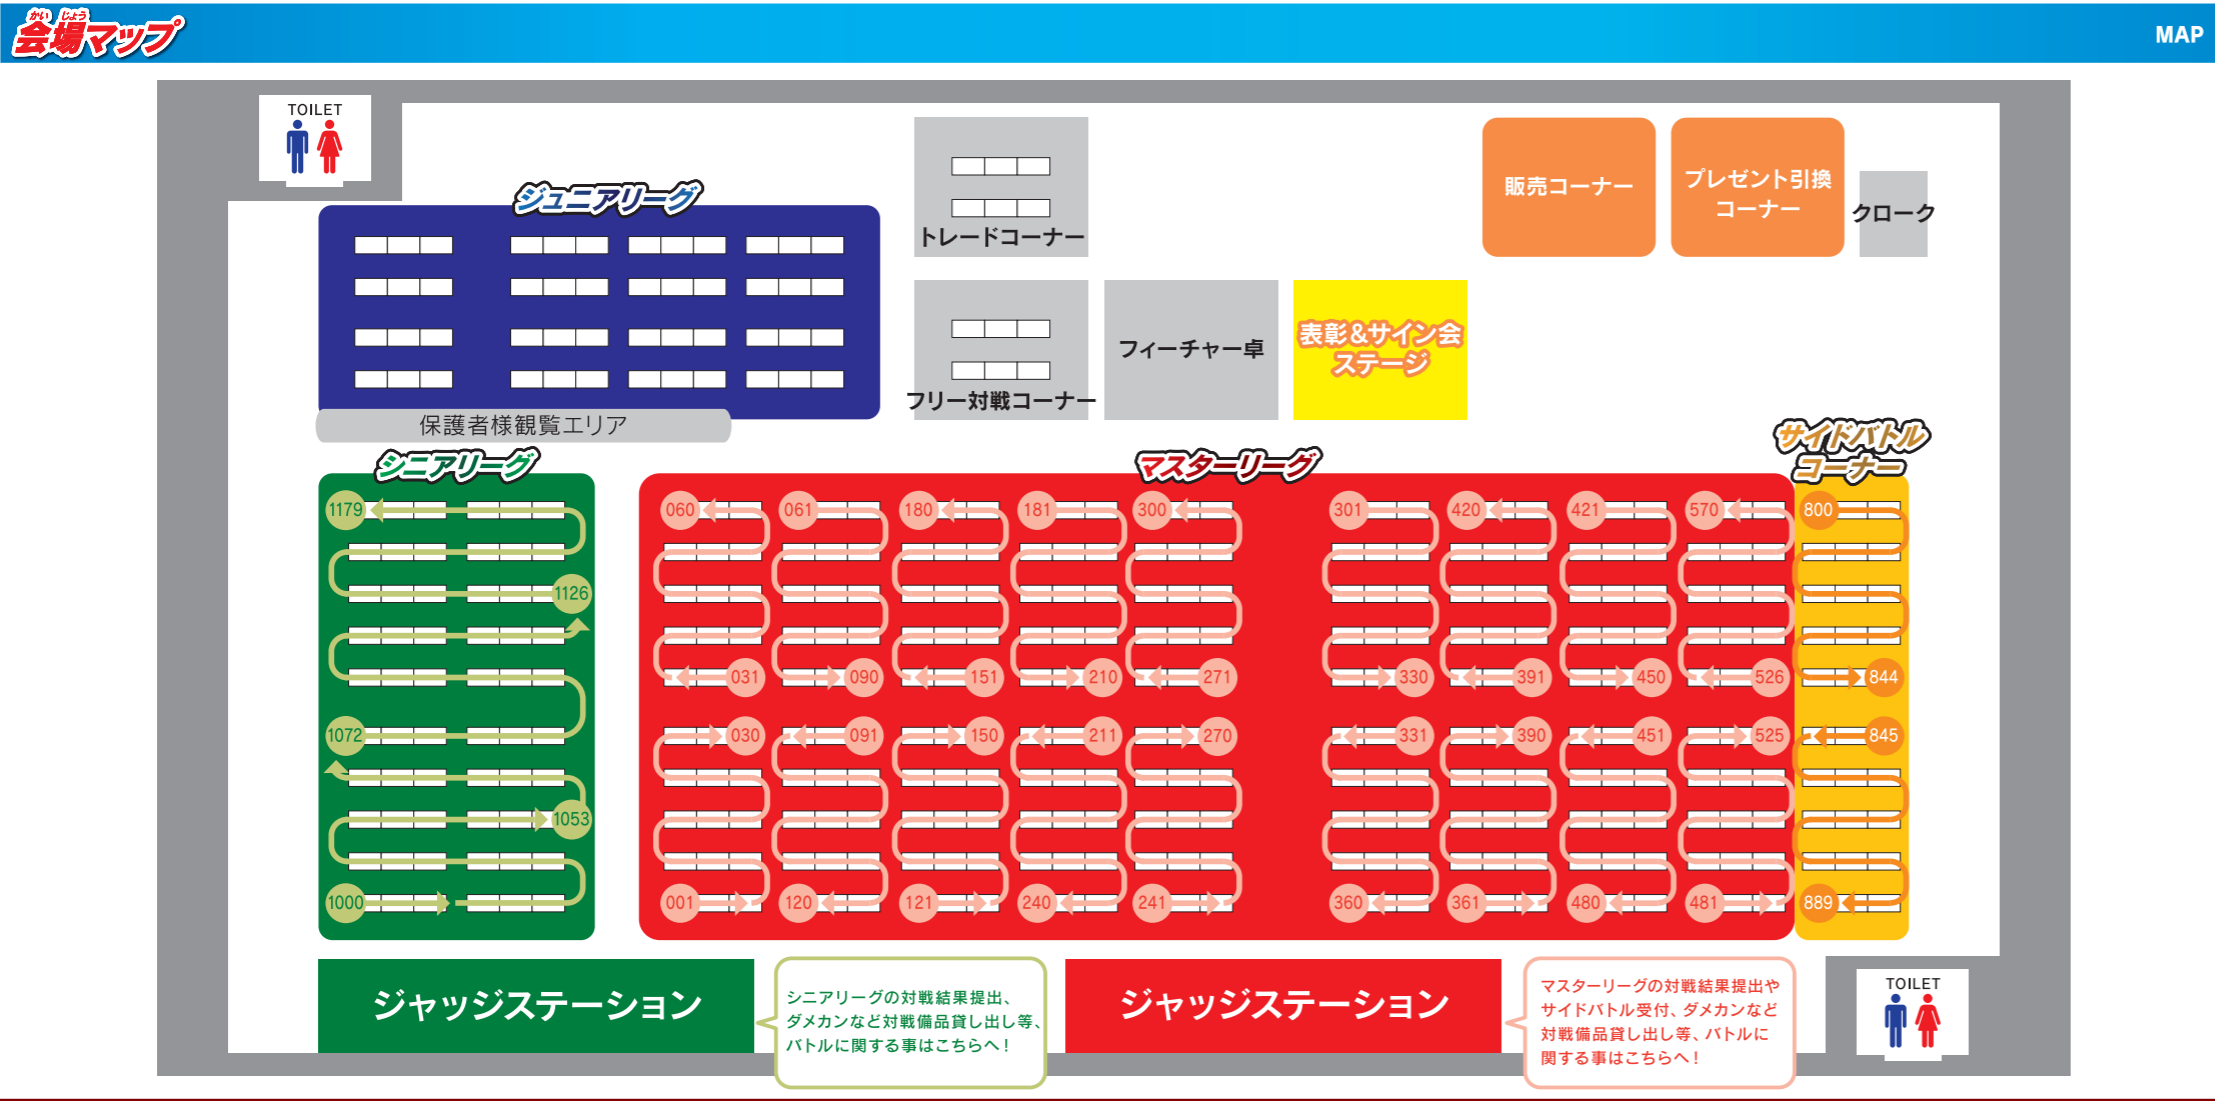 かいじょう
会場マップ
MAP
TOILET
ジュニアリーグ
トレードコーナー
販売コーナー
プレゼント引換
コーナー
クローク
フリー対戦コーナー
フィーチャー卓
表彰&サイン会
ステージ
保護者様観覧エリア
シニアリーグ
マスターリーグ
サイドバトル
コーナー
1179
060 061 180 181 300 301 420 421 570 800
1126
031 090 151 210 271 330 391 450 526 844
1072
030 091 150 211 270 331 390 451 525 845
1053
1000
001 120 121 240 241 360 361 480 481 889
ジャッジステーション
シニアリーグの対戦結果提出、
ダメカンなど対戦備品貸し出し等、
バトルに関する事はこちらへ!
ジャッジステーション
マスターリーグの対戦結果提出や
サイドバトル受付、ダメカンなど
対戦備品貸し出し等、バトルに
関する事はこちらへ!
TOILET